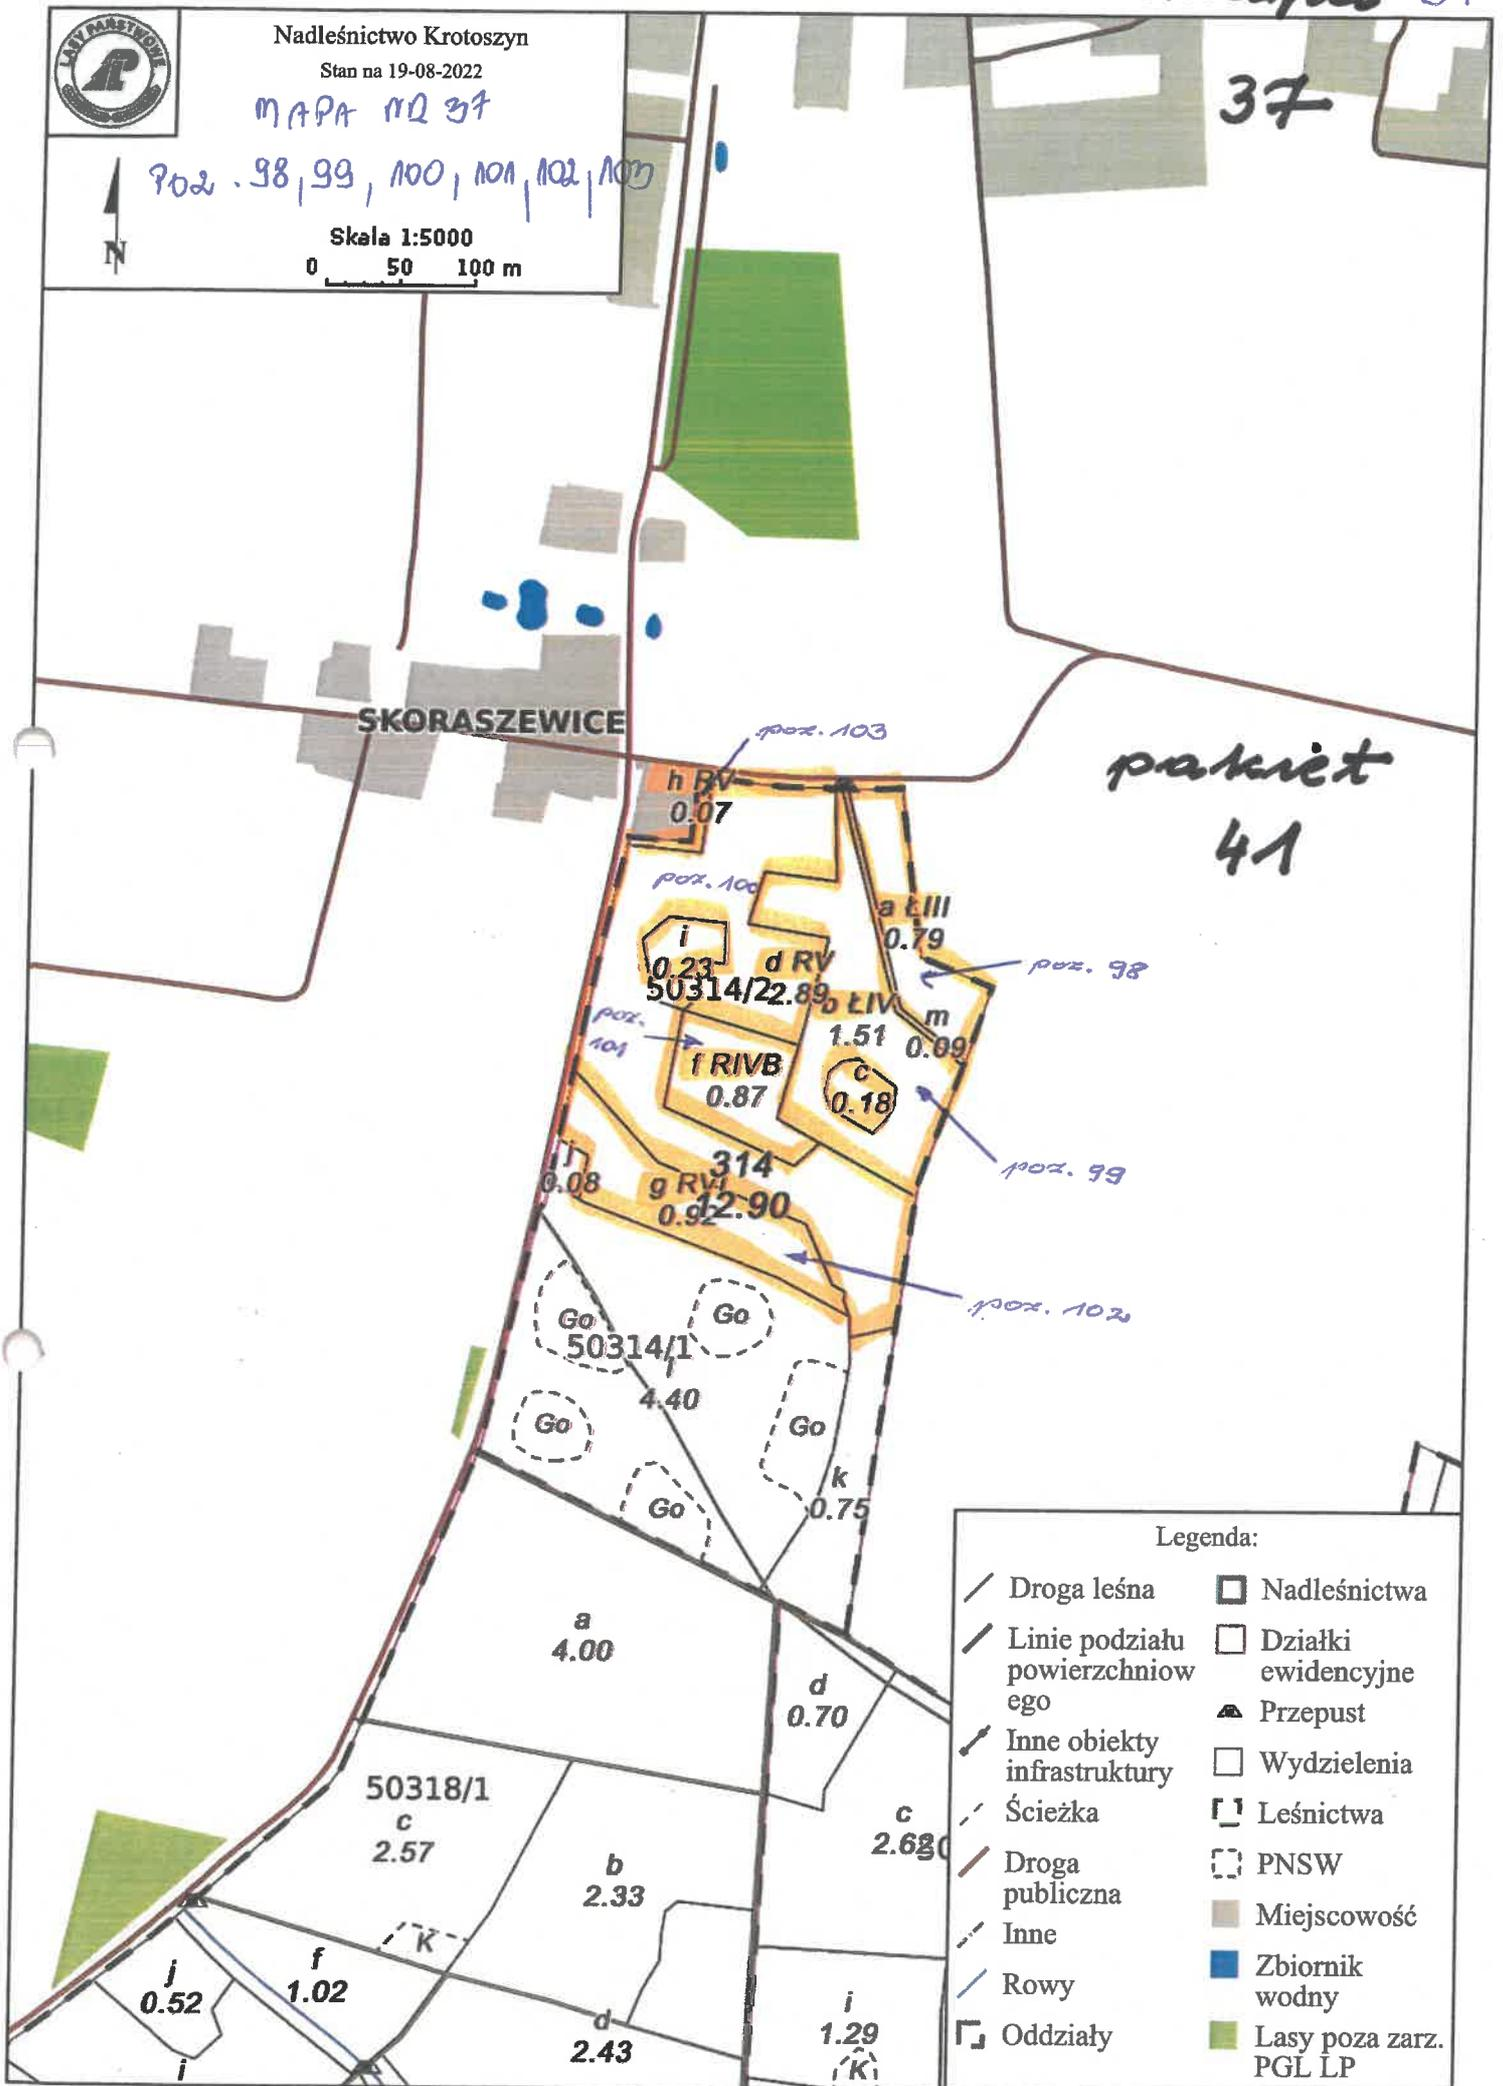 37
LASY PAŃSTWOWE
Nadleśnictwo Krotoszyn
Stan na 19-08-2022
MAPA NR 37
POZ. 98, 99, 100, 101, 102, 103
N
Skala 1:5000
0 50 100 m
SKORASZEWICE
poz. 103
pakiet
41
h RV
0.07
poz. 100
a ŁIII
0.79
i
0.23
d RV
2.89
50314/2
poz. 98
b ŁIV
1.51
m
0.09
poz.
101
f RIVB
0.87
c
0.18
poz. 99
j
0.08
314
12.90
g RVI
0.92
poz. 102
Go
Go
50314/1
4.40
Go
Go
Go
k
0.75
a
4.00
d
0.70
50318/1
c
2.57
b
2.33
c
K
j
0.52
f
1.02
d
2.43
i
1.29
K
i
Legenda:
Droga leśna
Linie podziału
powierzchniow
ego
Inne obiekty
infrastruktury
Ścieżka
Droga
publiczna
Inne
Rowy
Oddziały
Nadleśnictwa
Działki
ewidencyjne
Przepust
Wydzielenia
Leśnictwa
PNSW
Miejscowość
Zbiornik
wodny
Lasy poza zarz.
PGL LP